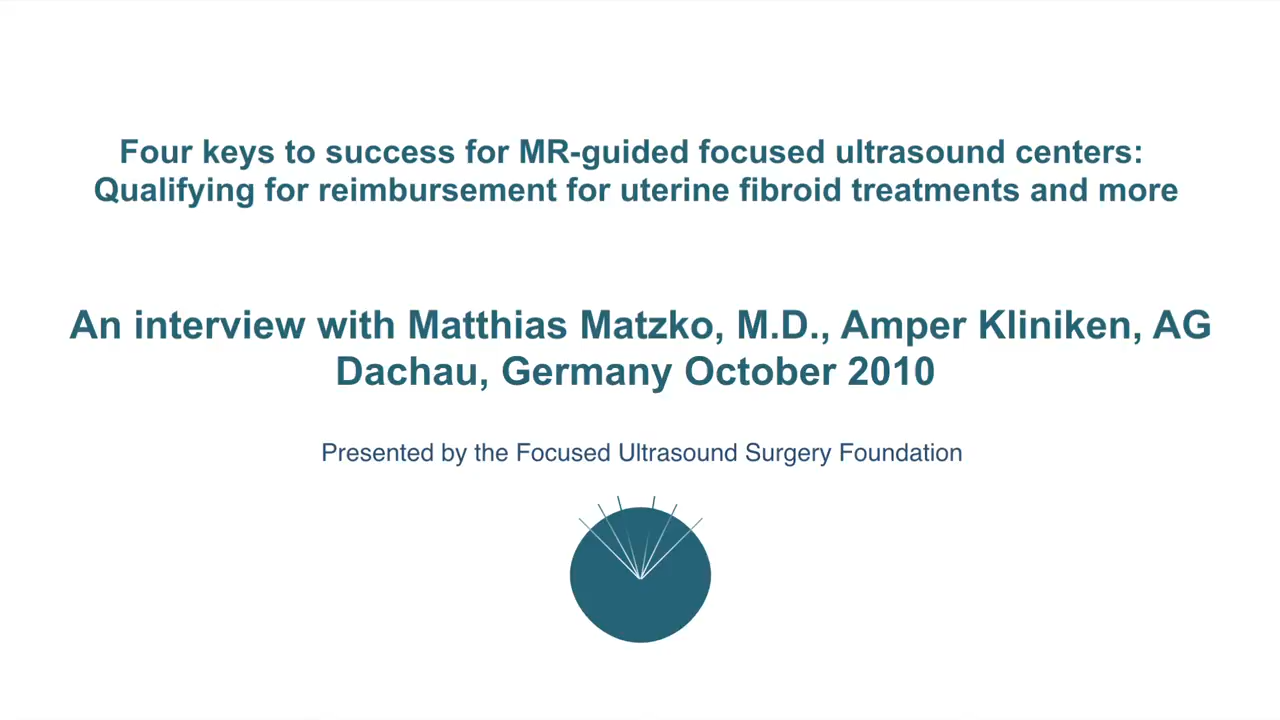 Four keys to success for MR-guided focused ultrasound centers:
Qualifying for reimbursement for uterine fibroid treatments and more
An interview with Matthias Matzko, M.D., Amper Kliniken, AG
Dachau, Germany October 2010
Presented by the Focused Ultrasound Surgery Foundation